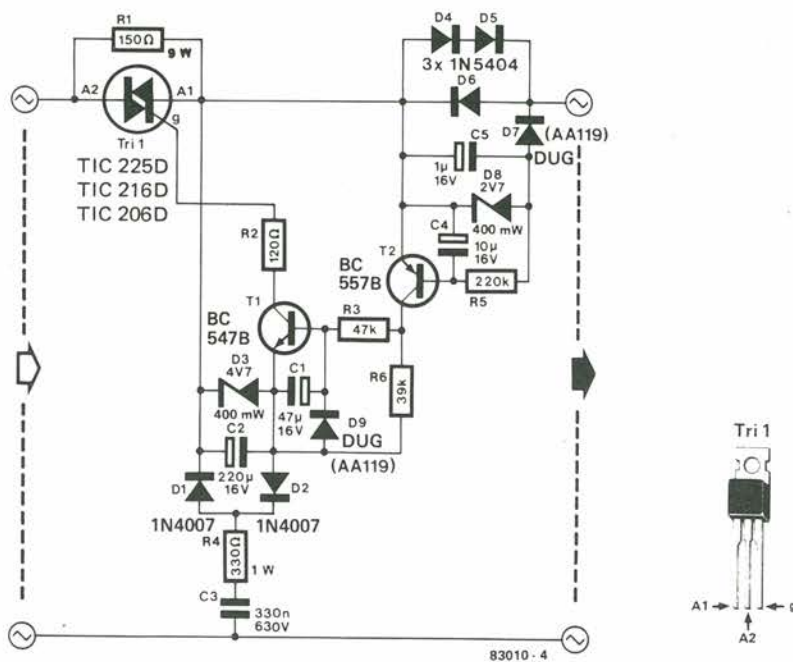 R1
150Ω
9 W
A2
A1
g
Tri 1
TIC 225D
TIC 216D
TIC 206D
D4
D5
3x 1N5404
D6
D7
(AA119)
DUG
C5
1µ
16V
D8
2V7
400 mW
C4
10µ
16V
T2
BC
557B
220k
R5
R2
120Ω
T1
BC
547B
R3
47k
R6
39k
D3
4V7
400 mW
C1
47µ
16V
D9
DUG
(AA119)
C2
220µ
16V
D1
D2
1N4007
1N4007
R4
330Ω
1 W
C3
330n
630V
83010 - 4
Tri 1
A1
A2
g